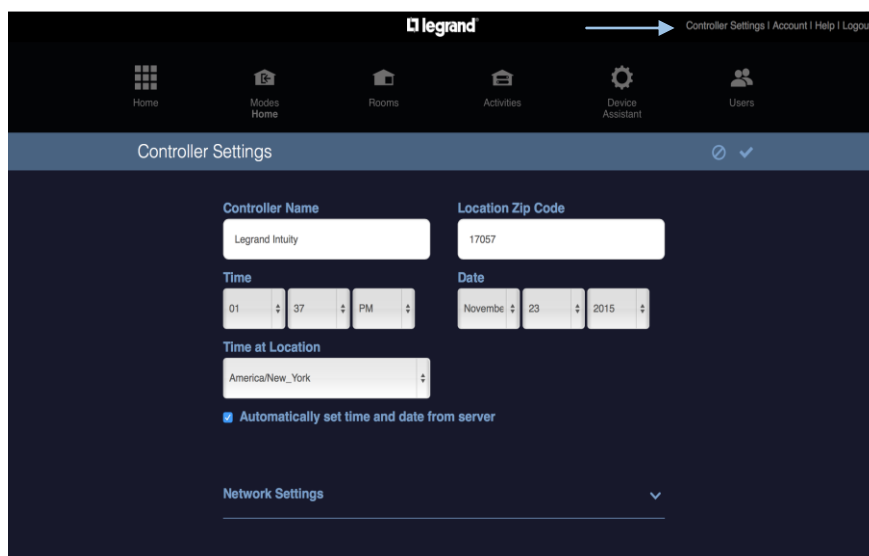 legrand
Controller Settings | Account | Help | Logou
Home
Modes
Home
Rooms
Activities
Device
Assistant
Users
Controller Settings
Controller Name
Location Zip Code
Legrand Intuity
17057
Time
Date
01 37 PM
Novembe 23 2015
Time at Location
America/New_York
Automatically set time and date from server
Network Settings